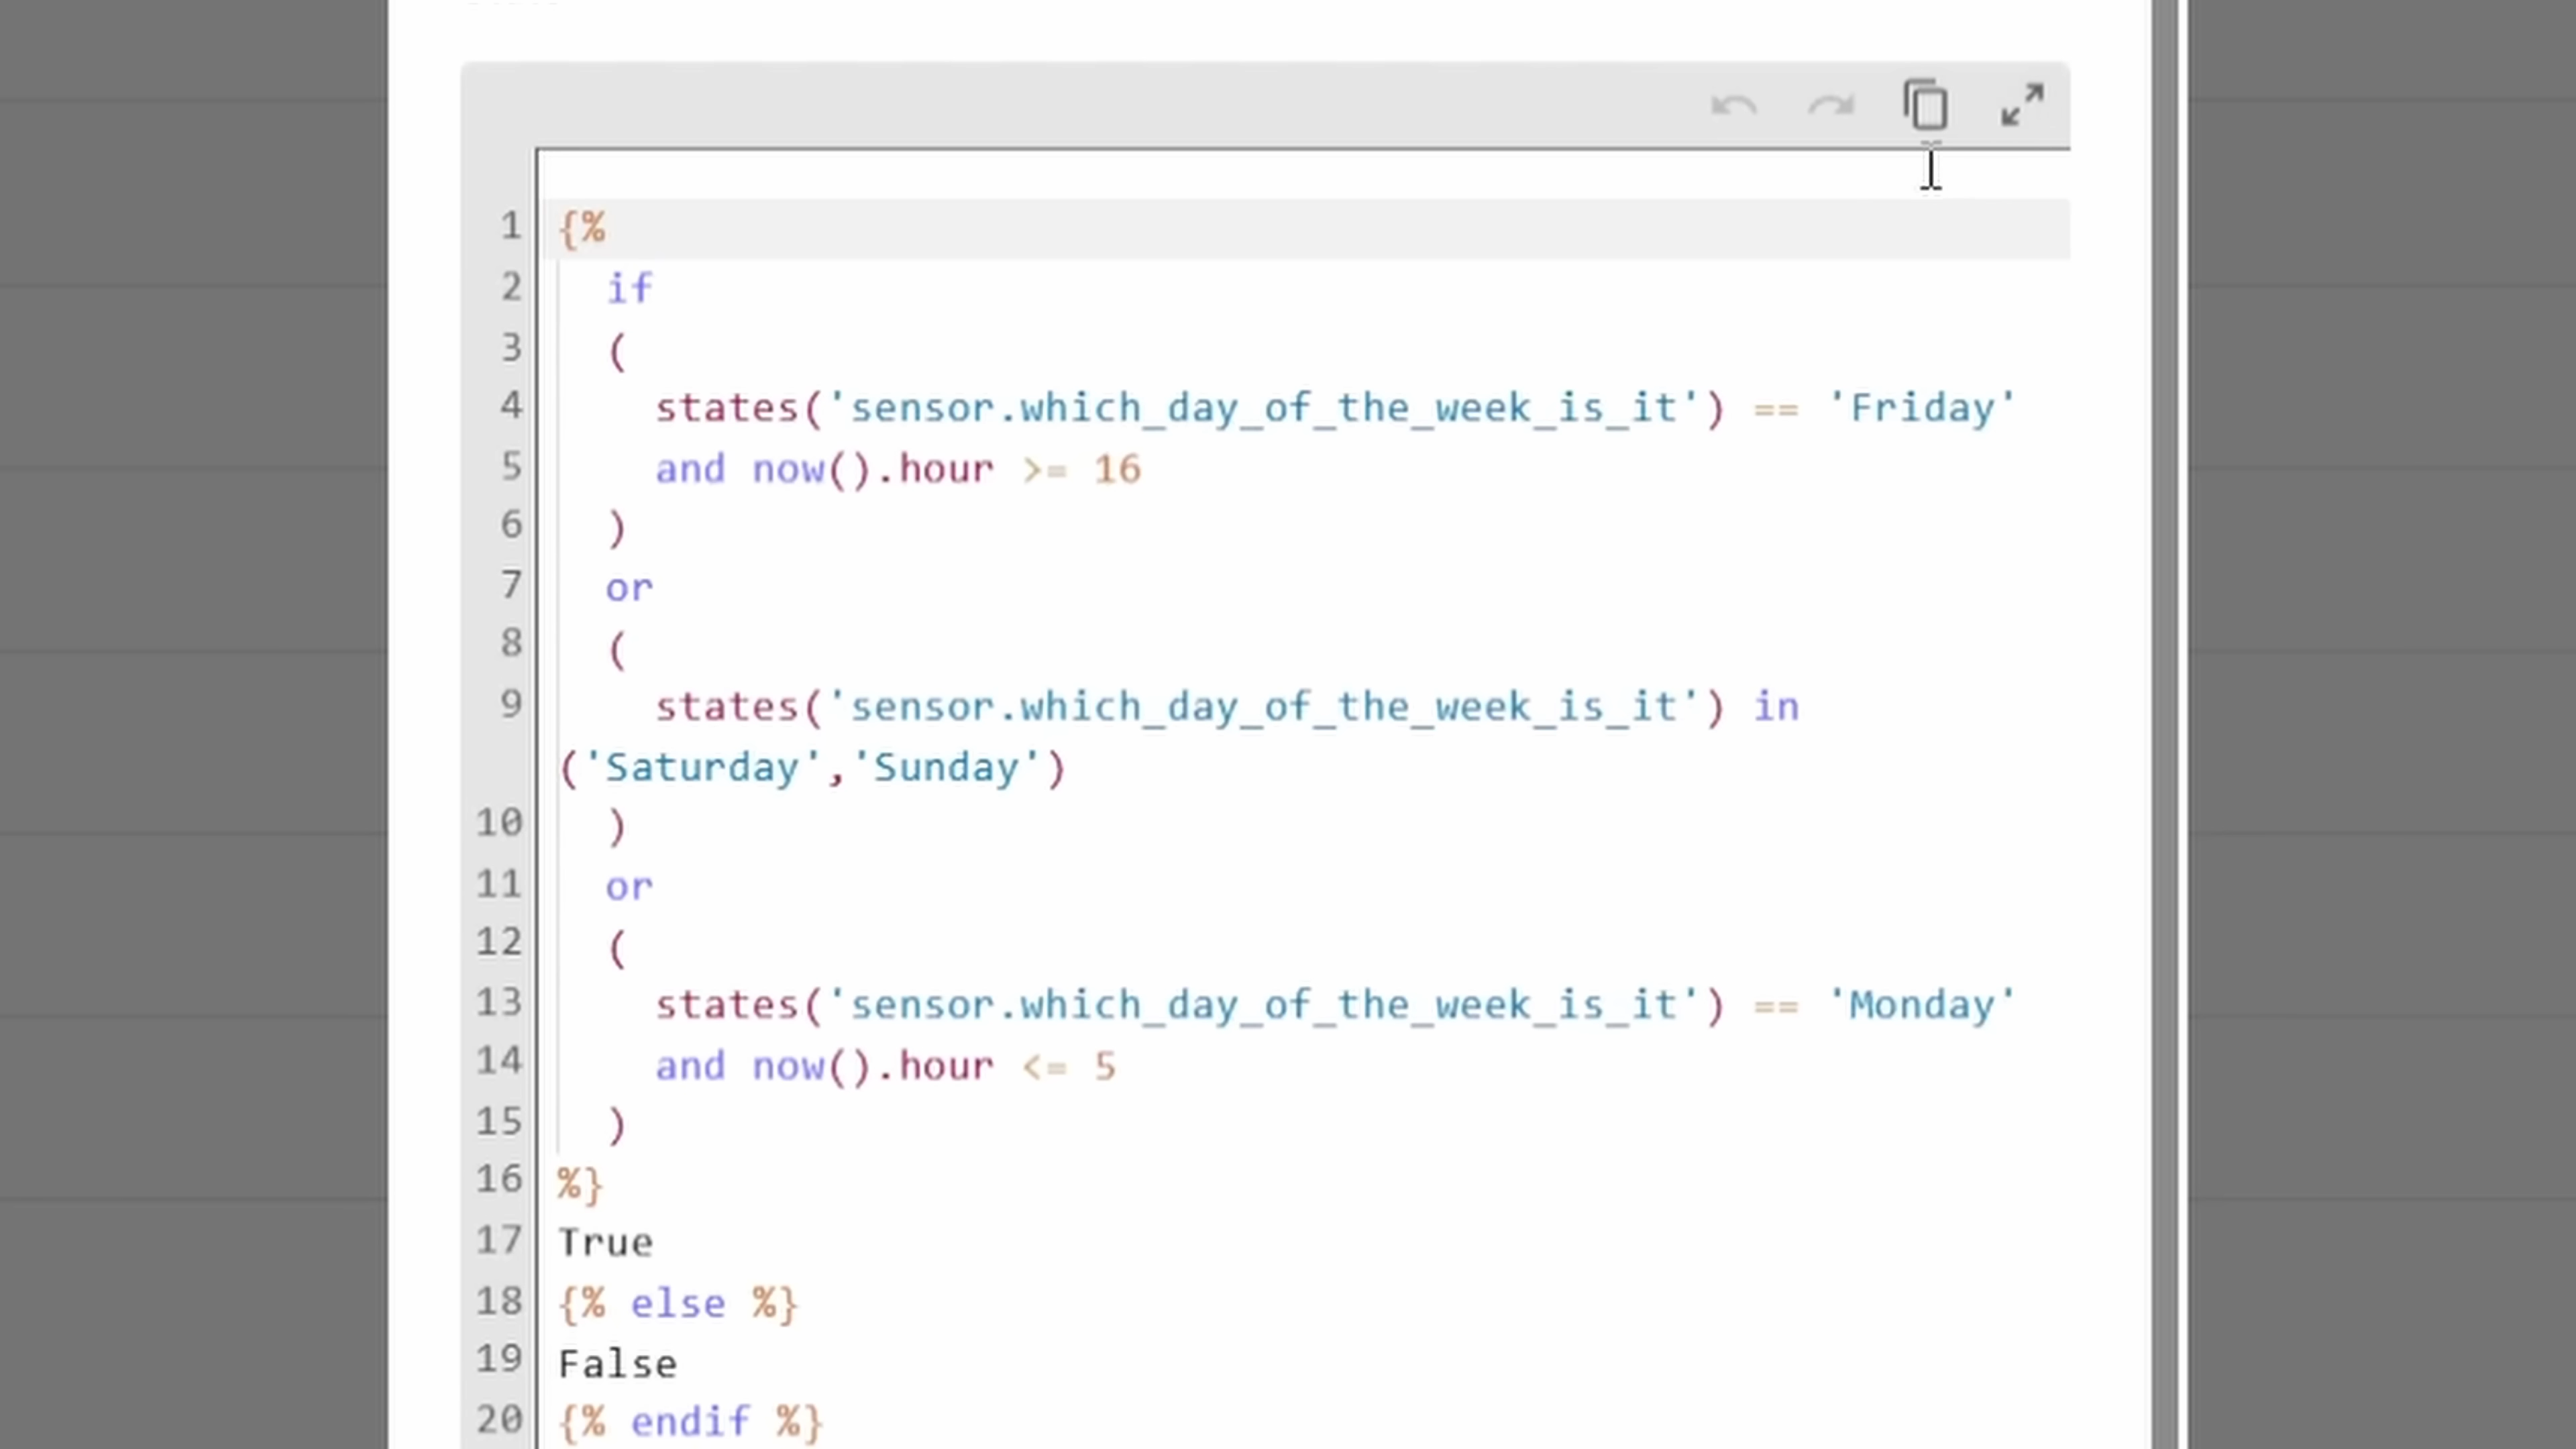 1 {%
2 if
3 (
4 states('sensor.which_day_of_the_week_is_it') == 'Friday'
5 and now().hour >= 16
6 )
7 or
8 (
9 states('sensor.which_day_of_the_week_is_it') in
('Saturday','Sunday')
10 )
11 or
12 (
13 states('sensor.which_day_of_the_week_is_it') == 'Monday'
14 and now().hour <= 5
15 )
16 %}
17 True
18 {% else %}
19 False
20 {% endif %}